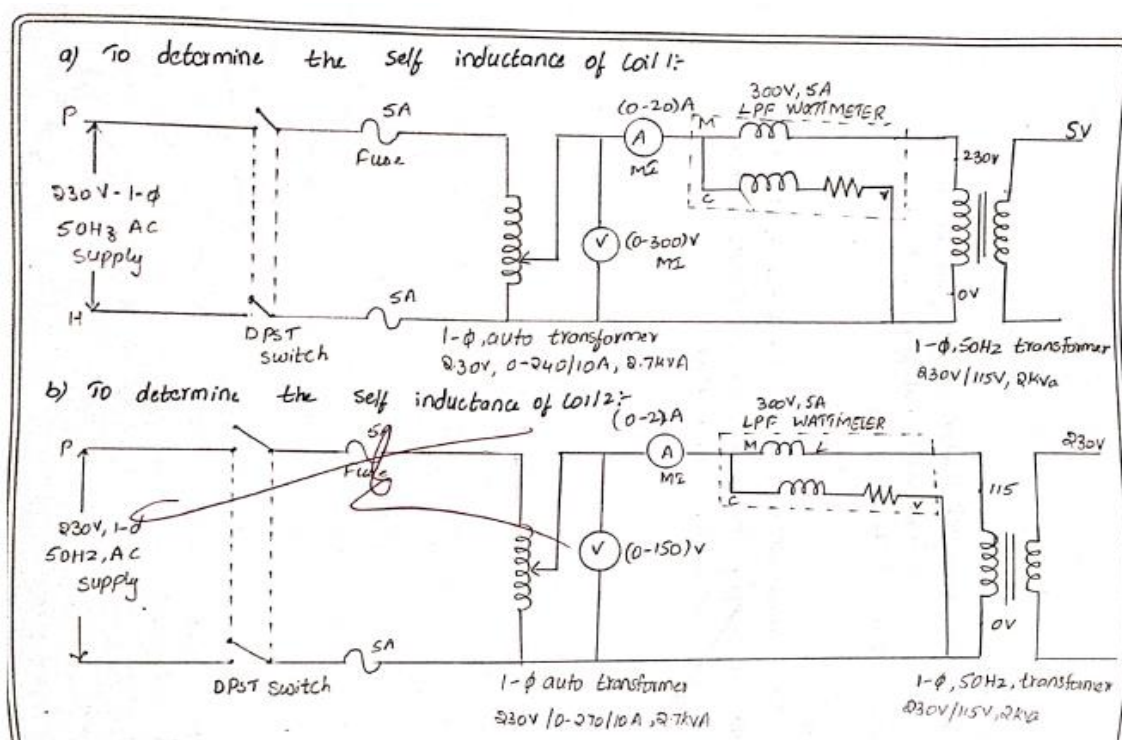 a) To determine the self inductance of Coil 1:-
300V, 5A
(0-20)A LPF WATTMETER
P 5A M 5V
Fuse A 230V
MI
230V-1-ϕ C V
50Hz AC V (0-300)V
Supply MI
0V
H 5A
DPST 1-ϕ, auto transformer 1-ϕ, 50Hz transformer
Switch 230V, 0-240/10A, 2.7KVA 230V/115V, 2KVa
b) To determine the self inductance of Coil 2:-
300V, 5A
(0-2)A LPF WATTIMETER
P 5A M L 230V
Fuse A 115
MI
C V
230V, 1-ϕ V (0-150)V
50HZ, AC
Supply 0V
5A
DPST Switch 1-ϕ auto transformer 1-ϕ, 50HZ, transformer
230V/0-270/10A, 2.7KVA 230V/115V, 2KVa